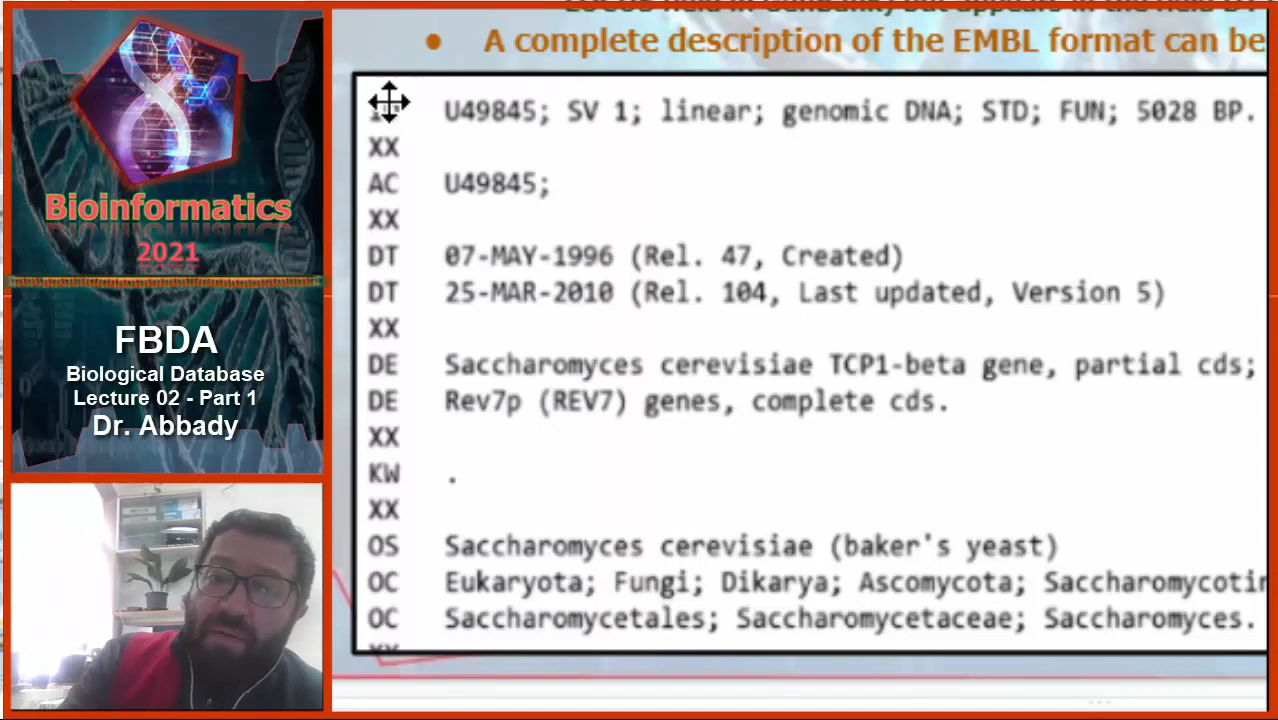 Bioinformatics
2021
FBDA
Biological Database
Lecture 02 - Part 1
Dr. Abbady
• A complete description of the EMBL format can be
U49845; SV 1; linear; genomic DNA; STD; FUN; 5028 BP.
XX
AC U49845;
XX
DT 07-MAY-1996 (Rel. 47, Created)
DT 25-MAR-2010 (Rel. 104, Last updated, Version 5)
XX
DE Saccharomyces cerevisiae TCP1-beta gene, partial cds;
DE Rev7p (REV7) genes, complete cds.
XX
KW .
XX
OS Saccharomyces cerevisiae (baker's yeast)
OC Eukaryota; Fungi; Dikarya; Ascomycota; Saccharomycotin
OC Saccharomycetales; Saccharomycetaceae; Saccharomyces.
XX